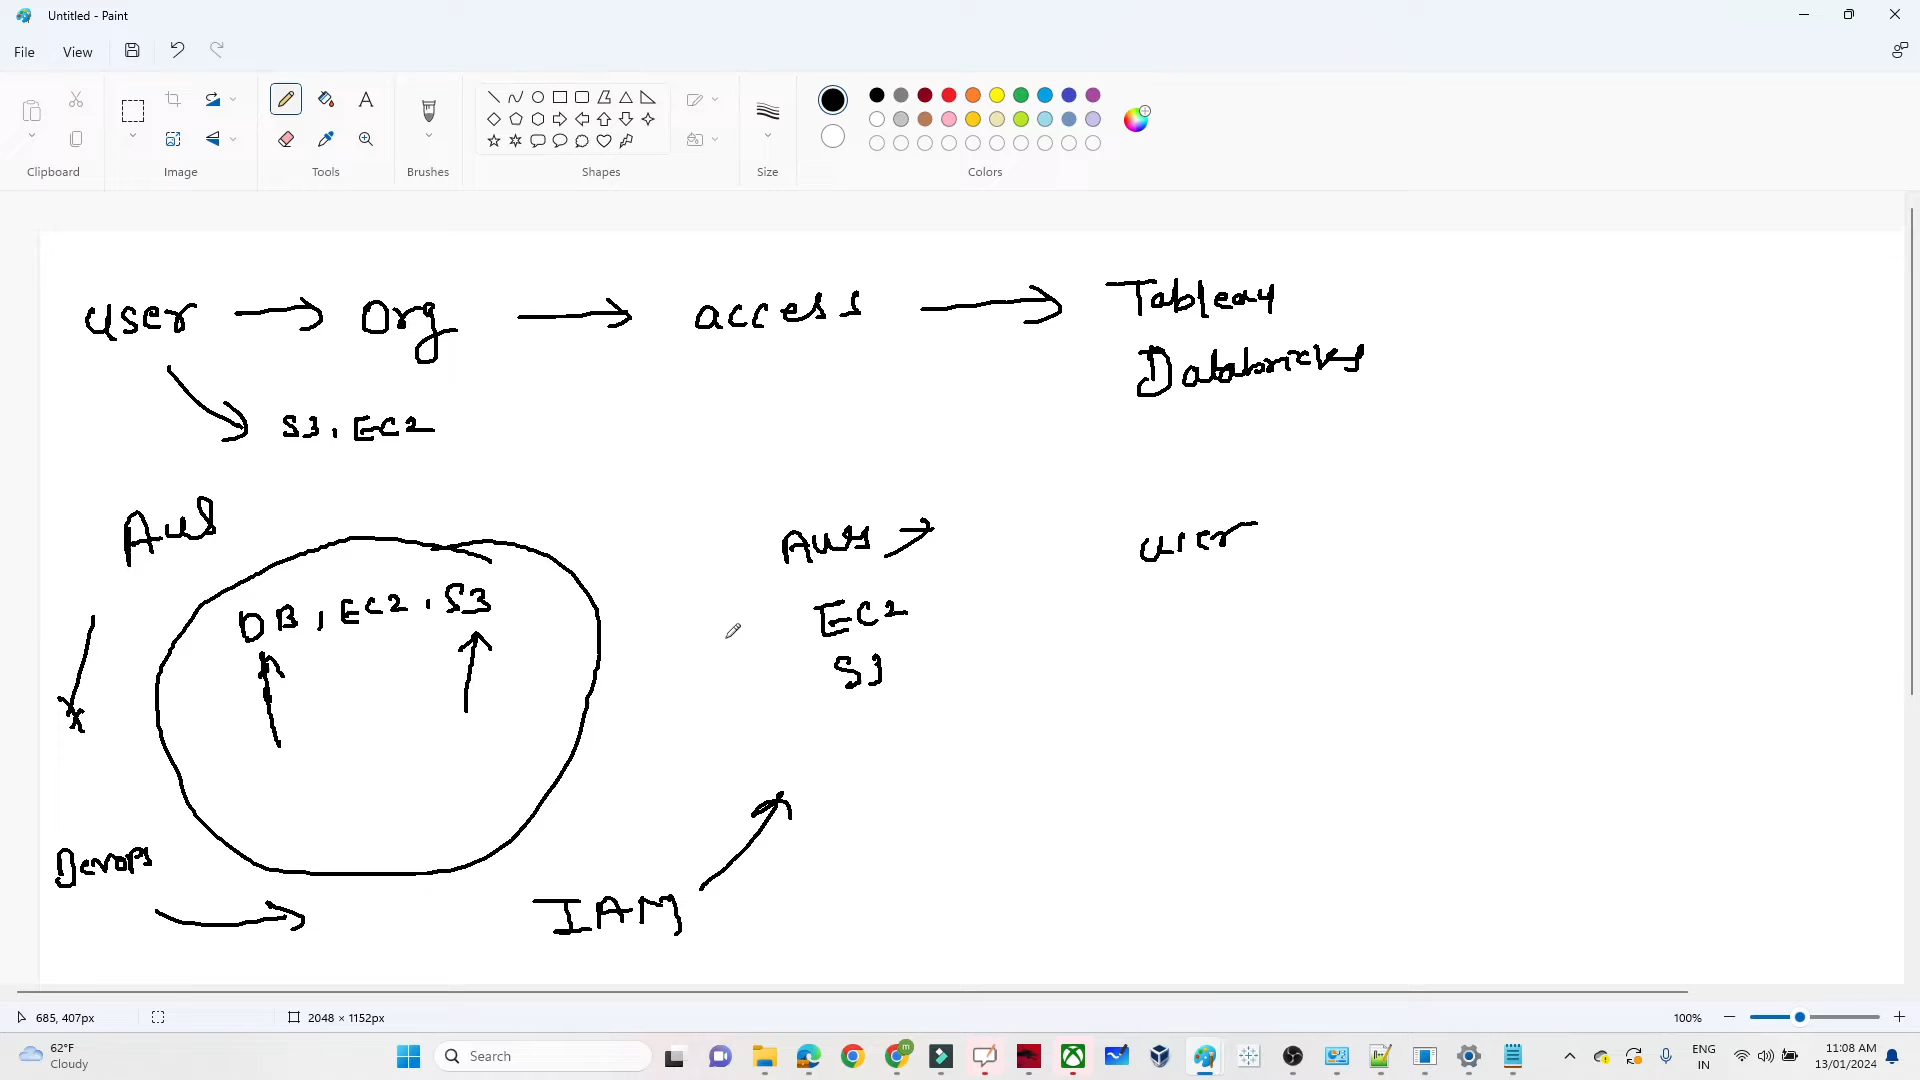 Untitled - Paint
File View
Clipboard Image Tools Brushes Shapes Size Colors
user → Org → access → Tableau
Databricks
S3, EC2
AWS
DB, EC2, S3
AWS → user
EC2
S3
Devops
IAM
685, 407px 2048 × 1152px 100%
62°F
Cloudy
Search
ENG
IN
11:08 AM
13/01/2024